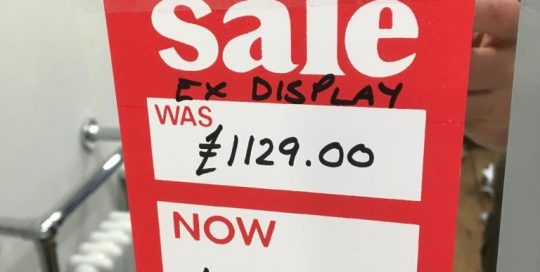 sale
EX DISPLAY
WAS
£1129.00
NOW